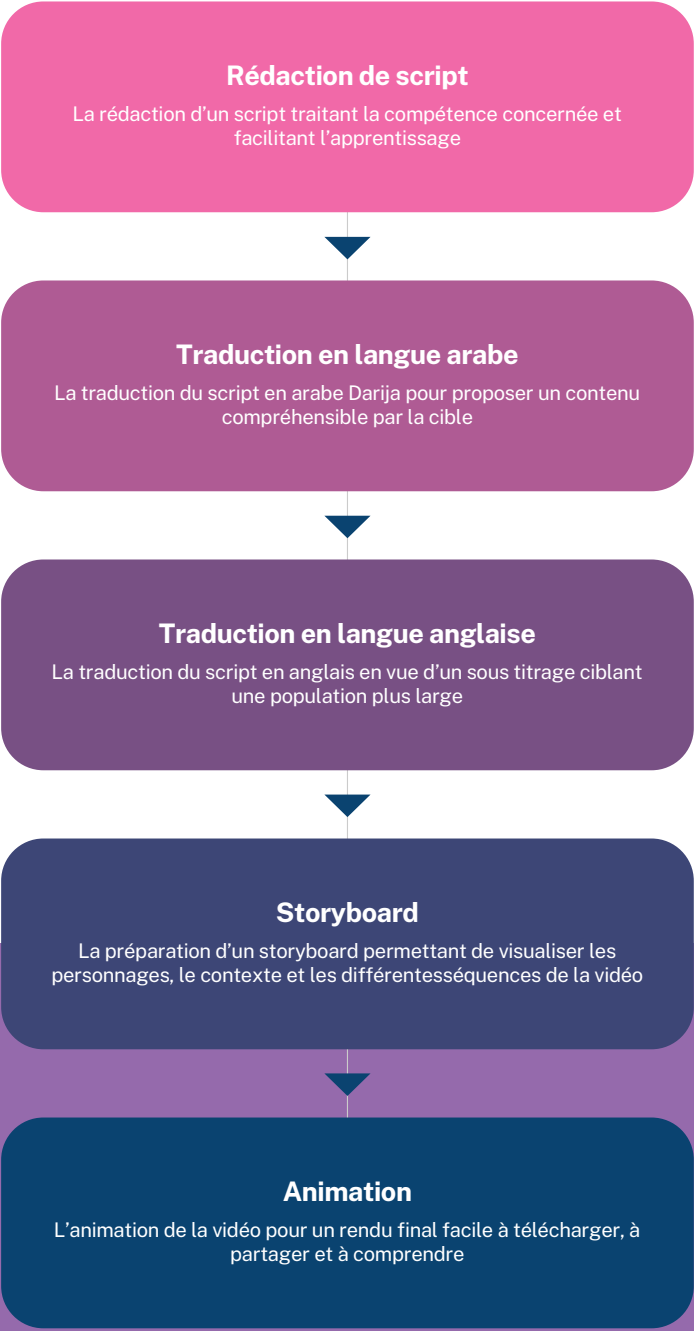 Rédaction de script
La rédaction d’un script traitant la compétence concernée et
facilitant l’apprentissage
Traduction en langue arabe
La traduction du script en arabe Darija pour proposer un contenu
compréhensible par la cible
Traduction en langue anglaise
La traduction du script en anglais en vue d’un sous titrage ciblant
une population plus large
Storyboard
La préparation d’un storyboard permettant de visualiser les
personnages, le contexte et les différentesséquences de la vidéo
Animation
L’animation de la vidéo pour un rendu final facile à télécharger, à
partager et à comprendre